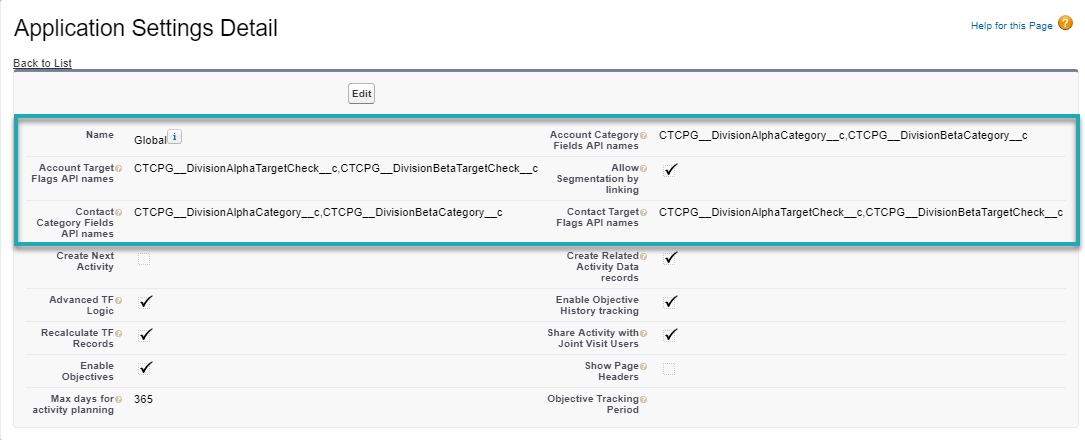 Application Settings Detail
Help for this Page ?
Back to List
Edit
Name
Global i
Account Category
Fields API names
CTCPG__DivisionAlphaCategory__c,CTCPG__DivisionBetaCategory__c
Account Target
Flags API names
CTCPG__DivisionAlphaTargetCheck__c,CTCPG__DivisionBetaTargetCheck__c
Allow
Segmentation by
linking
Contact
Category Fields
API names
CTCPG__DivisionAlphaCategory__c,CTCPG__DivisionBetaCategory__c
Contact Target
Flags API names
CTCPG__DivisionAlphaTargetCheck__c,CTCPG__DivisionBetaTargetCheck__c
Create Next
Activity
Create Related
Activity Data
records
Advanced TF
Logic
Enable Objective
History tracking
Recalculate TF
Records
Share Activity with
Joint Visit Users
Enable
Objectives
Show Page
Headers
Max days for
activity planning
365
Objective Tracking
Period